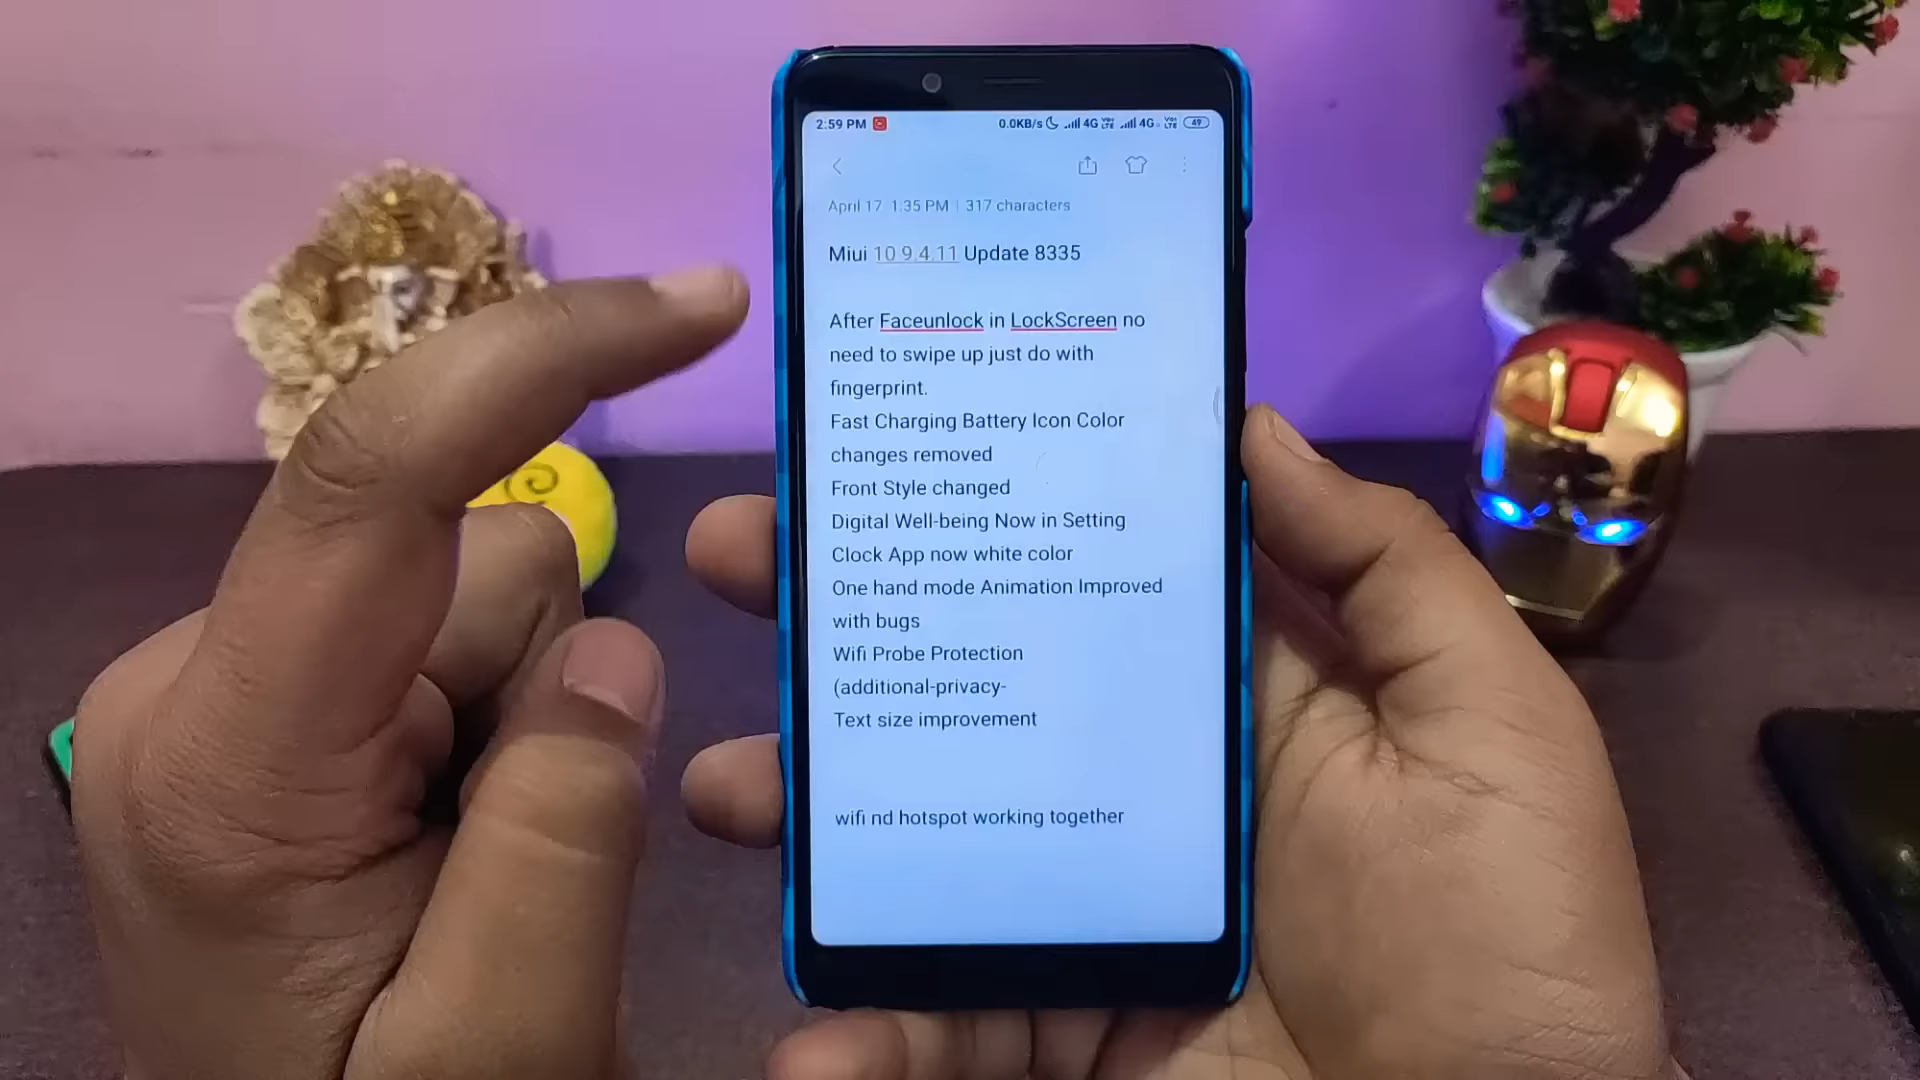 2:59 PM 0.0KB/s 4G VoLTE 4G VoLTE 49
April 17 1:35 PM | 317 characters
Miui 10 9.4.11 Update 8335
After Faceunlock in LockScreen no
need to swipe up just do with
fingerprint.
Fast Charging Battery Icon Color
changes removed
Front Style changed
Digital Well-being Now in Setting
Clock App now white color
One hand mode Animation Improved
with bugs
Wifi Probe Protection
(additional-privacy-
Text size improvement
wifi nd hotspot working together